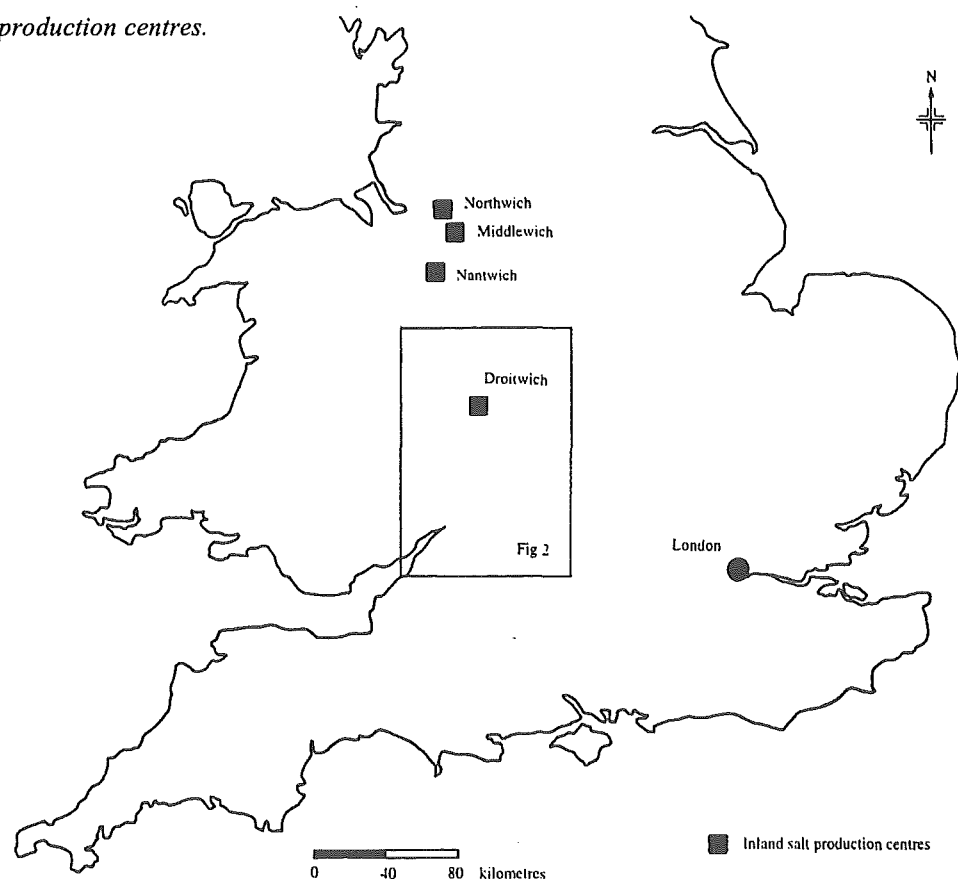 production centres.
N
Northwich
Middlewich
Nantwich
Droitwich
Fig 2
London
Inland salt production centres
0 40 80 kilometres